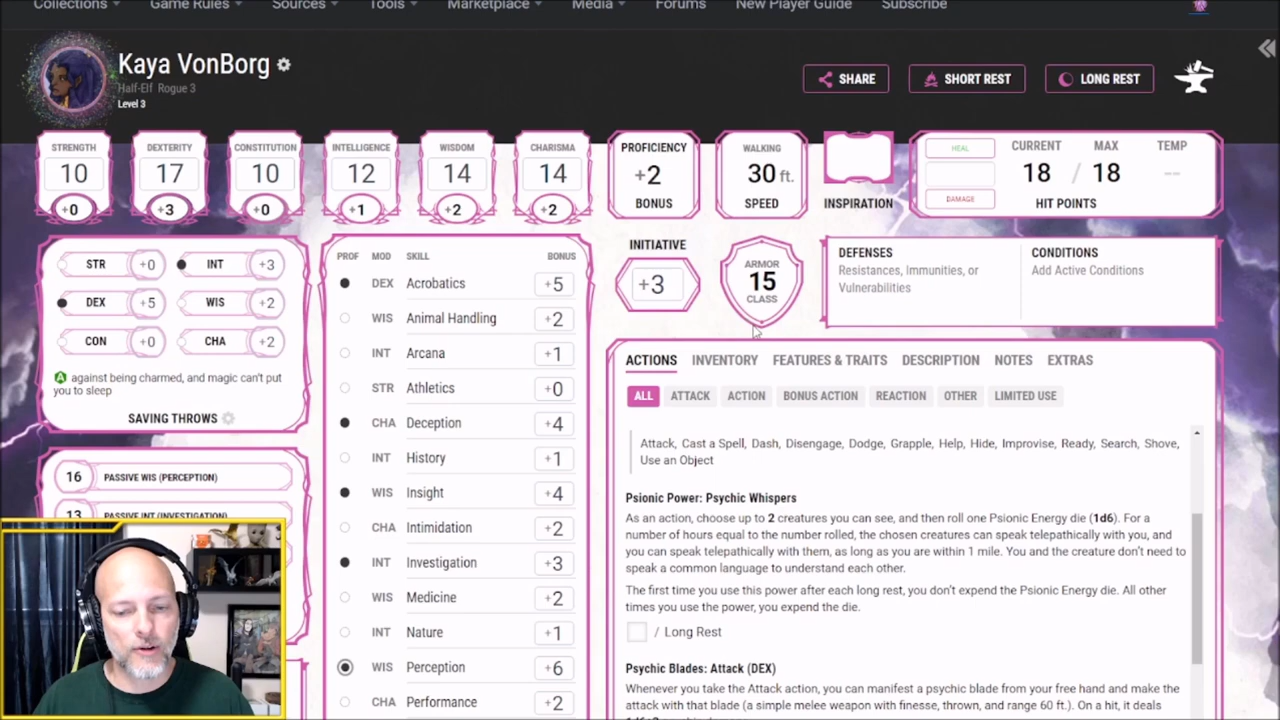 Collections Game Rules Sources Tools Marketplace Media Forums New Player Guide Subscribe
Kaya VonBorg
Half-Elf Rogue 3
Level 3
SHARE
SHORT REST
LONG REST
STRENGTH
10
+0
DEXTERITY
17
+3
CONSTITUTION
10
+0
INTELLIGENCE
12
+1
WISDOM
14
+2
CHARISMA
14
+2
PROFICIENCY
+2
BONUS
WALKING
30 ft.
SPEED
INSPIRATION
HEAL
DAMAGE
CURRENT MAX TEMP
18 / 18 --
HIT POINTS
STR +0
INT +3
DEX +5
WIS +2
CON +0
CHA +2
against being charmed, and magic can't put
you to sleep
SAVING THROWS
16 PASSIVE WIS (PERCEPTION)
13 PASSIVE INT (INVESTIGATION)
PROF MOD SKILL BONUS
DEX Acrobatics +5
WIS Animal Handling +2
INT Arcana +1
STR Athletics +0
CHA Deception +4
INT History +1
WIS Insight +4
CHA Intimidation +2
INT Investigation +3
WIS Medicine +2
INT Nature +1
WIS Perception +6
CHA Performance +2
INITIATIVE
+3
ARMOR
15
CLASS
DEFENSES
Resistances, Immunities, or
Vulnerabilities
CONDITIONS
Add Active Conditions
ACTIONS INVENTORY FEATURES & TRAITS DESCRIPTION NOTES EXTRAS
ALL ATTACK ACTION BONUS ACTION REACTION OTHER LIMITED USE
Attack, Cast a Spell, Dash, Disengage, Dodge, Grapple, Help, Hide, Improvise, Ready, Search, Shove,
Use an Object
Psionic Power: Psychic Whispers
As an action, choose up to 2 creatures you can see, and then roll one Psionic Energy die (1d6). For a
number of hours equal to the number rolled, the chosen creatures can speak telepathically with you, and
you can speak telepathically with them, as long as you are within 1 mile. You and the creature don't need to
speak a common language to understand each other.
The first time you use this power after each long rest, you don't expend the Psionic Energy die. All other
times you use the power, you expend the die.
/ Long Rest
Psychic Blades: Attack (DEX)
Whenever you take the Attack action, you can manifest a psychic blade from your free hand and make the
attack with that blade (a simple melee weapon with finesse, thrown, and range 60 ft.). On a hit, it deals